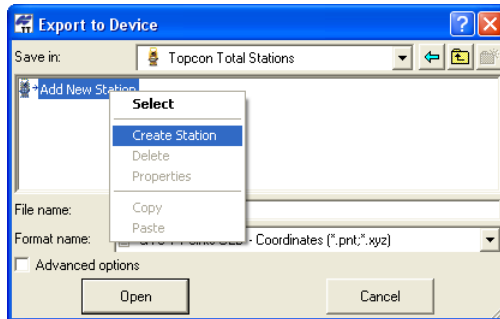 Export to Device
Save in: Topcon Total Stations
Add New Station
Select
Create Station
Delete
Properties
Copy
Paste
File name:
Format name: Points - Coordinates (*.pnt;*.xyz)
Advanced options
Open Cancel